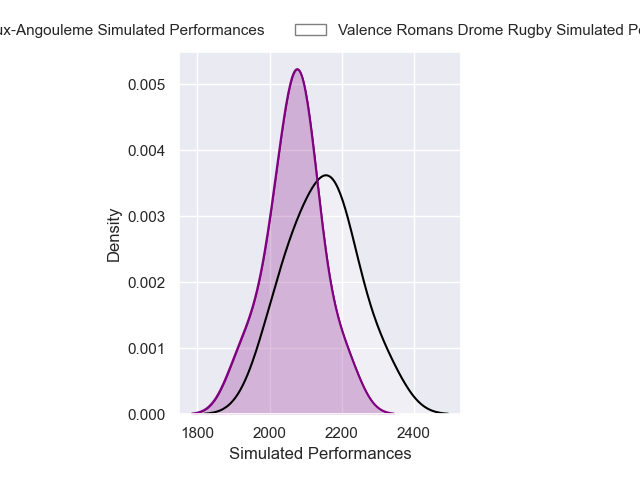 ux-Angouleme Simulated Performances Valence Romans Drome Rugby Simulated Pe
0.005
0.004
0.003
0.002
0.001
0.000
Density
1800 2000 2200 2400
Simulated Performances